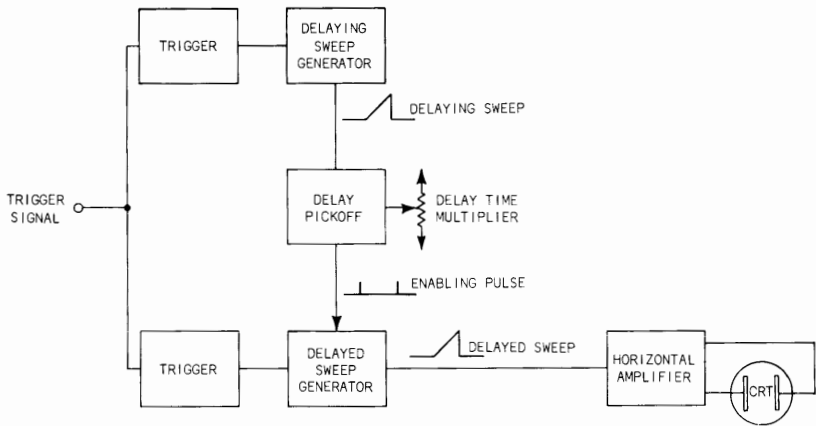 TRIGGER
DELAYING
SWEEP
GENERATOR
DELAYING SWEEP
TRIGGER
SIGNAL
DELAY
PICKOFF
DELAY TIME
MULTIPLIER
ENABLING PULSE
TRIGGER
DELAYED
SWEEP
GENERATOR
DELAYED SWEEP
HORIZONTAL
AMPLIFIER
CRT